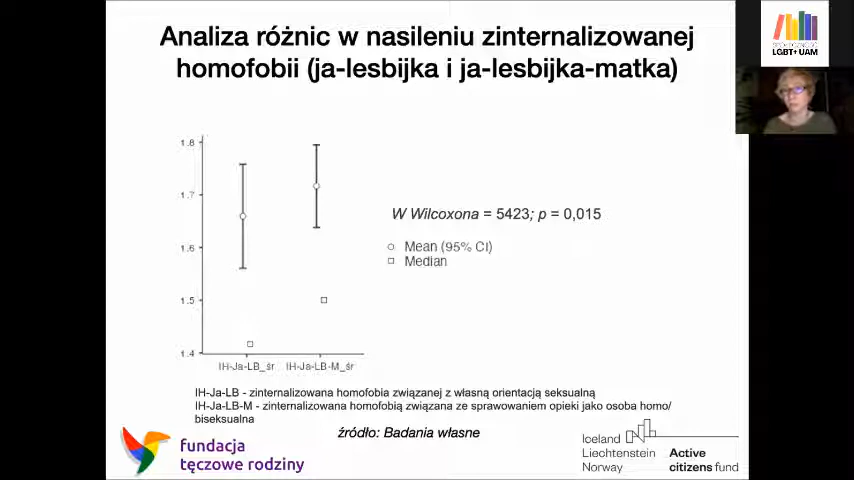 Analiza różnic w nasileniu zinternalizowanej
homofobii (ja-lesbijka i ja-lesbijka-matka)
LGBT+ UAM
1.8
1.7
1.6
1.5
1.4
IH-Ja-LB_śr
IH-Ja-LB-M_śr
W Wilcoxona = 5423; p = 0,015
Mean (95% CI)
Median
IH-Ja-LB - zinternalizowana homofobia związanej z własną orientacją seksualną
IH-Ja-LB-M - zinternalizowana homofobią związana ze sprawowaniem opieki jako osoba homo/
biseksualna
źródło: Badania własne
fundacja
tęczowe rodziny
Iceland
Liechtenstein
Norway
Active
citizens fund